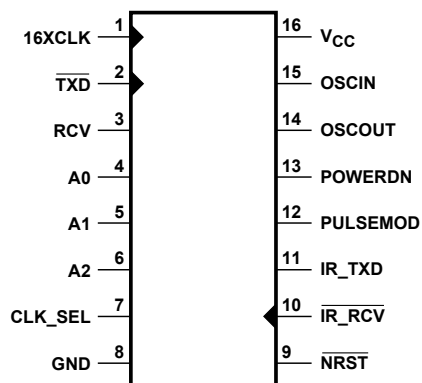 16XCLK 1 16 VCC
TXD 2 15 OSCIN
RCV 3 14 OSCOUT
A0 4 13 POWERDN
A1 5 12 PULSEMOD
A2 6 11 IR_TXD
CLK_SEL 7 10 IR_RCV
GND 8 9 NRST